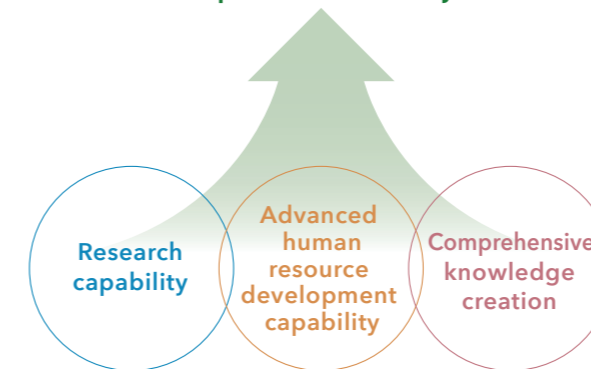 Research
capability
Advanced
human
resource
development
capability
Comprehensive
knowledge
creation